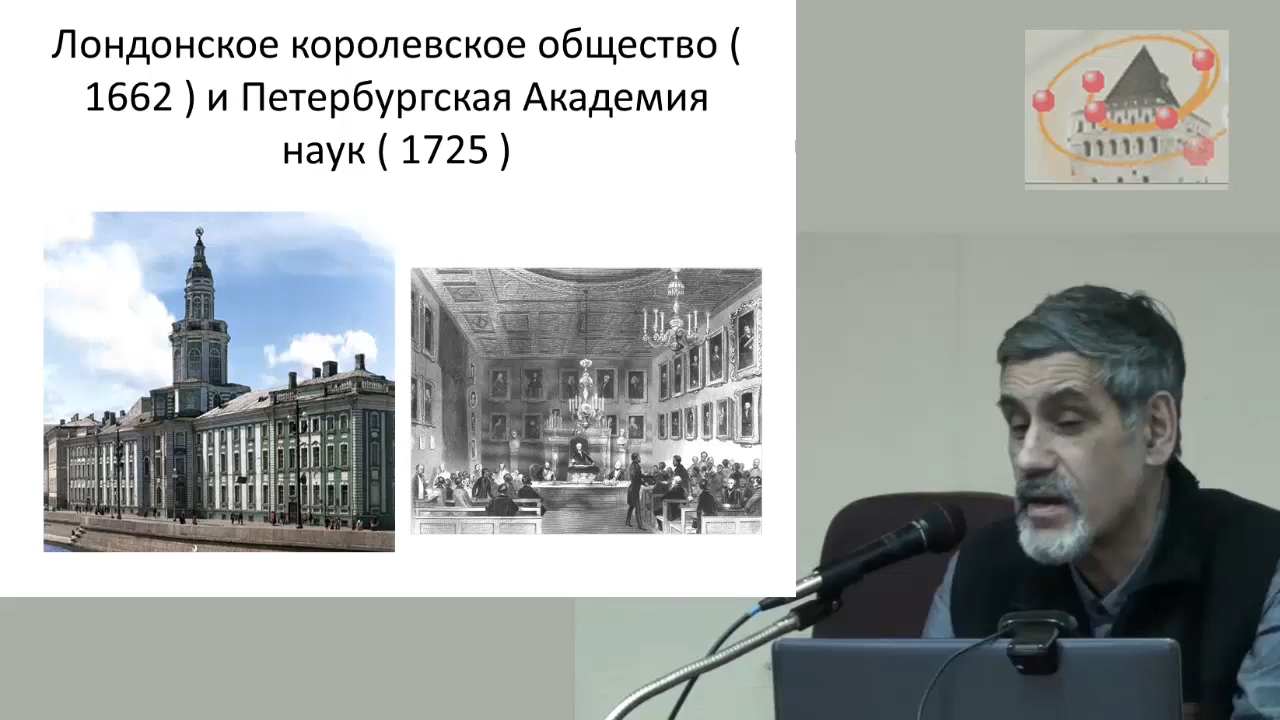 Лондонское королевское общество (
1662 ) и Петербургская Академия
наук ( 1725 )